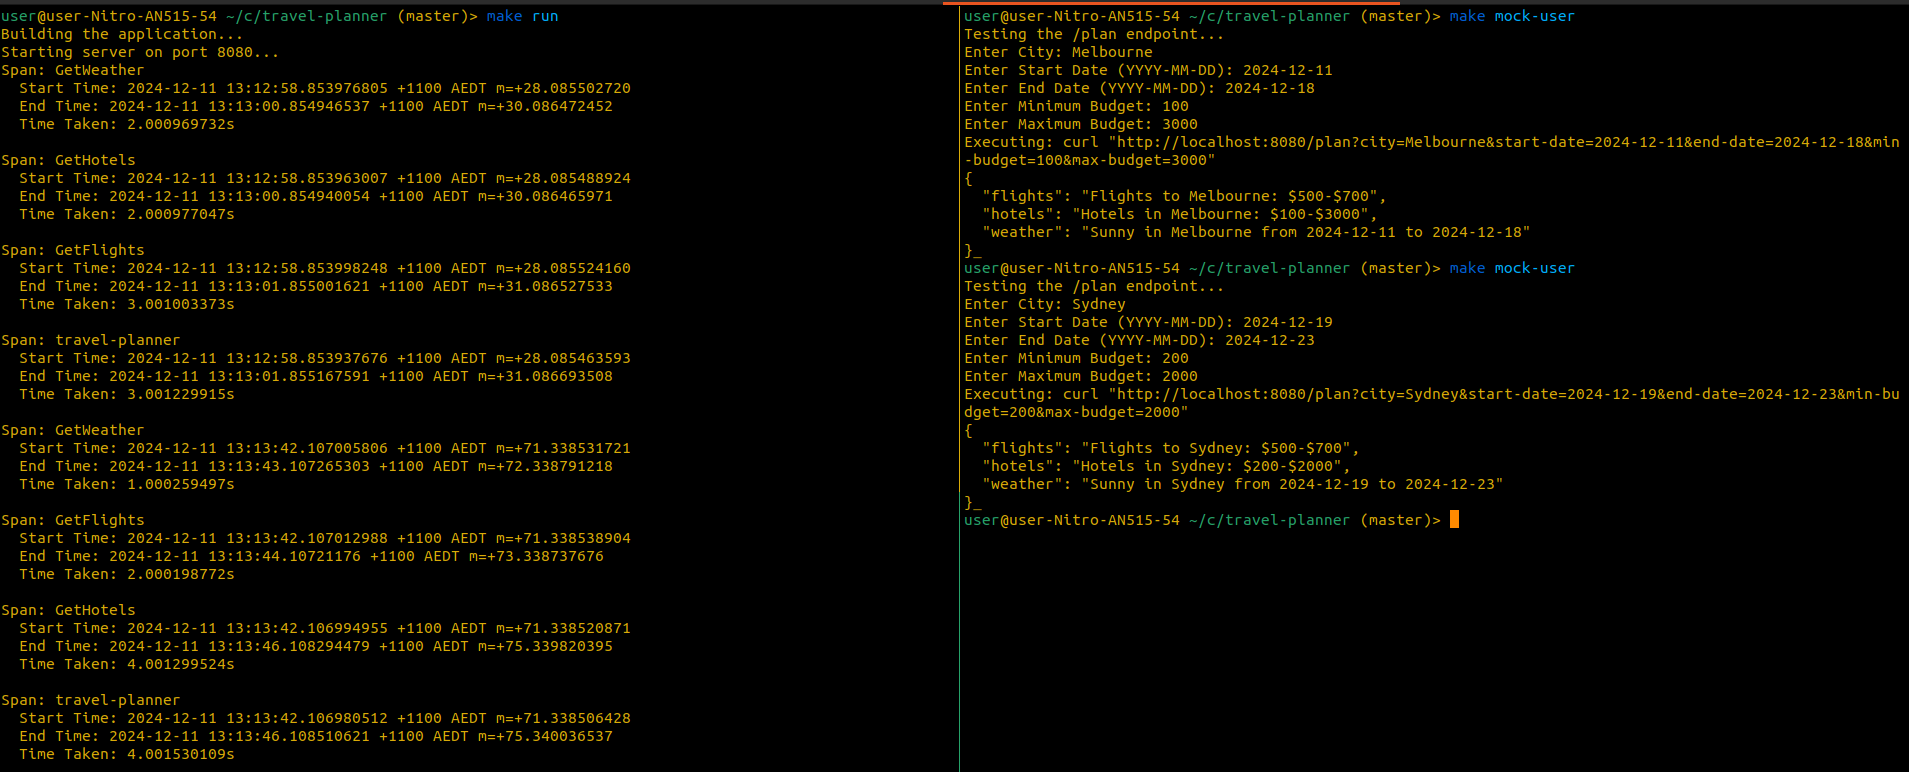 user@user-Nitro-AN515-54 ~/c/travel-planner (master)> make run
Building the application...
Starting server on port 8080...
Span: GetWeather
  Start Time: 2024-12-11 13:12:58.853976805 +1100 AEDT m=+28.085502720
  End Time: 2024-12-11 13:13:00.854946537 +1100 AEDT m=+30.086472452
  Time Taken: 2.000969732s

Span: GetHotels
  Start Time: 2024-12-11 13:12:58.853963007 +1100 AEDT m=+28.085488924
  End Time: 2024-12-11 13:13:00.854940054 +1100 AEDT m=+30.086465971
  Time Taken: 2.000977047s

Span: GetFlights
  Start Time: 2024-12-11 13:12:58.853998248 +1100 AEDT m=+28.085524160
  End Time: 2024-12-11 13:13:01.855001621 +1100 AEDT m=+31.086527533
  Time Taken: 3.001003373s

Span: travel-planner
  Start Time: 2024-12-11 13:12:58.853937676 +1100 AEDT m=+28.085463593
  End Time: 2024-12-11 13:13:01.855167591 +1100 AEDT m=+31.086693508
  Time Taken: 3.001229915s

Span: GetWeather
  Start Time: 2024-12-11 13:13:42.107005806 +1100 AEDT m=+71.338531721
  End Time: 2024-12-11 13:13:43.107265303 +1100 AEDT m=+72.338791218
  Time Taken: 1.000259497s

Span: GetFlights
  Start Time: 2024-12-11 13:13:42.107012988 +1100 AEDT m=+71.338538904
  End Time: 2024-12-11 13:13:44.10721176 +1100 AEDT m=+73.338737676
  Time Taken: 2.000198772s

Span: GetHotels
  Start Time: 2024-12-11 13:13:42.106994955 +1100 AEDT m=+71.338520871
  End Time: 2024-12-11 13:13:46.108294479 +1100 AEDT m=+75.339820395
  Time Taken: 4.001299524s

Span: travel-planner
  Start Time: 2024-12-11 13:13:42.106980512 +1100 AEDT m=+71.338506428
  End Time: 2024-12-11 13:13:46.108510621 +1100 AEDT m=+75.340036537
  Time Taken: 4.001530109s
user@user-Nitro-AN515-54 ~/c/travel-planner (master)> make mock-user
Testing the /plan endpoint...
Enter City: Melbourne
Enter Start Date (YYYY-MM-DD): 2024-12-11
Enter End Date (YYYY-MM-DD): 2024-12-18
Enter Minimum Budget: 100
Enter Maximum Budget: 3000
Executing: curl "http://localhost:8080/plan?city=Melbourne&start-date=2024-12-11&end-date=2024-12-18&min
-budget=100&max-budget=3000"
{
  "flights": "Flights to Melbourne: $500-$700",
  "hotels": "Hotels in Melbourne: $100-$3000",
  "weather": "Sunny in Melbourne from 2024-12-11 to 2024-12-18"
}_
user@user-Nitro-AN515-54 ~/c/travel-planner (master)> make mock-user
Testing the /plan endpoint...
Enter City: Sydney
Enter Start Date (YYYY-MM-DD): 2024-12-19
Enter End Date (YYYY-MM-DD): 2024-12-23
Enter Minimum Budget: 200
Enter Maximum Budget: 2000
Executing: curl "http://localhost:8080/plan?city=Sydney&start-date=2024-12-19&end-date=2024-12-23&min-bu
dget=200&max-budget=2000"
{
  "flights": "Flights to Sydney: $500-$700",
  "hotels": "Hotels in Sydney: $200-$2000",
  "weather": "Sunny in Sydney from 2024-12-19 to 2024-12-23"
}_
user@user-Nitro-AN515-54 ~/c/travel-planner (master)>